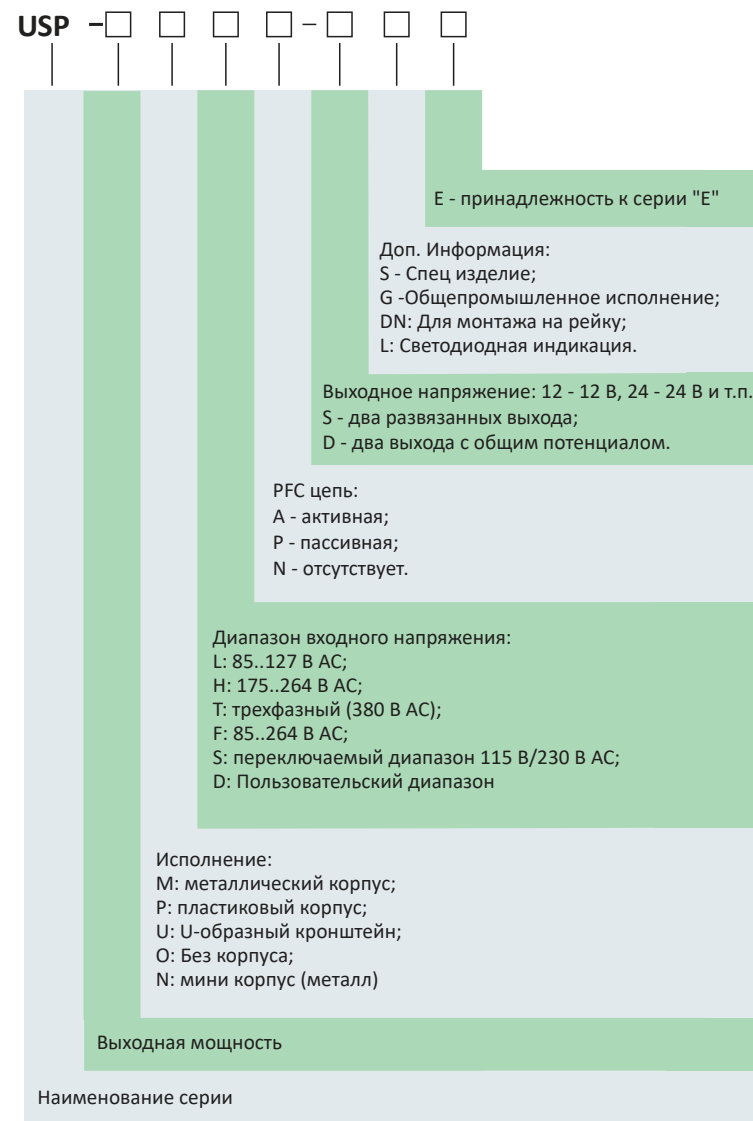 USP -□ □ □ □ - □ □ □
E - принадлежность к серии "E"
Доп. Информация:
S - Спец изделие;
G -Общепромышленное исполнение;
DN: Для монтажа на рейку;
L: Светодиодная индикация.
Выходное напряжение: 12 - 12 В, 24 - 24 В и т.п.
S - два развязанных выхода;
D - два выхода с общим потенциалом.
PFC цепь:
A - активная;
P - пассивная;
N - отсутствует.
Диапазон входного напряжения:
L: 85..127 В AC;
H: 175..264 В AC;
T: трехфазный (380 В AC);
F: 85..264 В AC;
S: переключаемый диапазон 115 В/230 В AC;
D: Пользовательский диапазон
Исполнение:
M: металлический корпус;
P: пластиковый корпус;
U: U-образный кронштейн;
O: Без корпуса;
N: мини корпус (металл)
Выходная мощность
Наименование серии